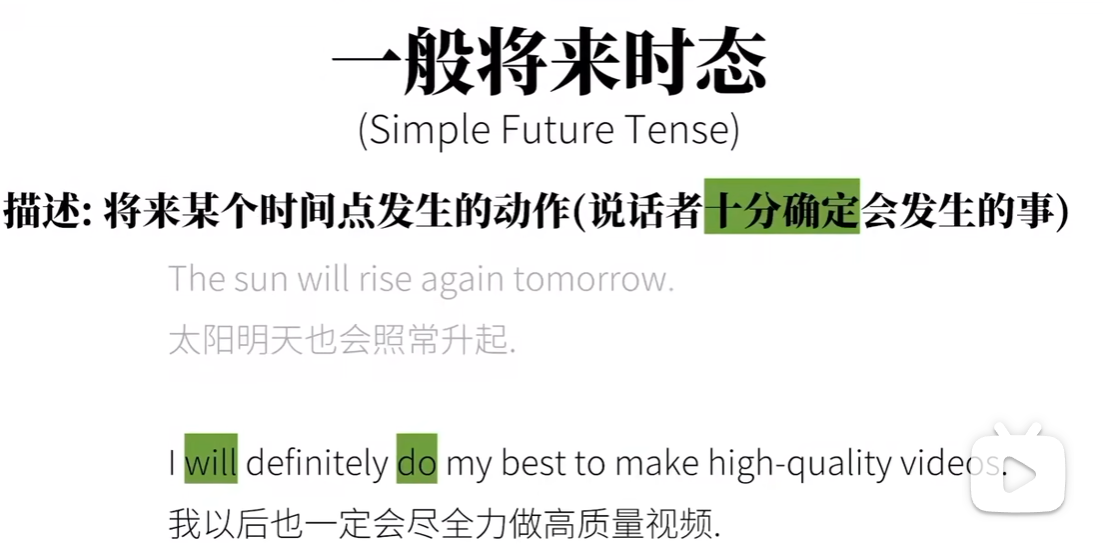 一般将来时态
(Simple Future Tense)
描述: 将来某个时间点发生的动作(说话者十分确定会发生的事)
The sun will rise again tomorrow.
太阳明天也会照常升起.
I will definitely do my best to make high-quality videos.
我以后也一定会尽全力做高质量视频.